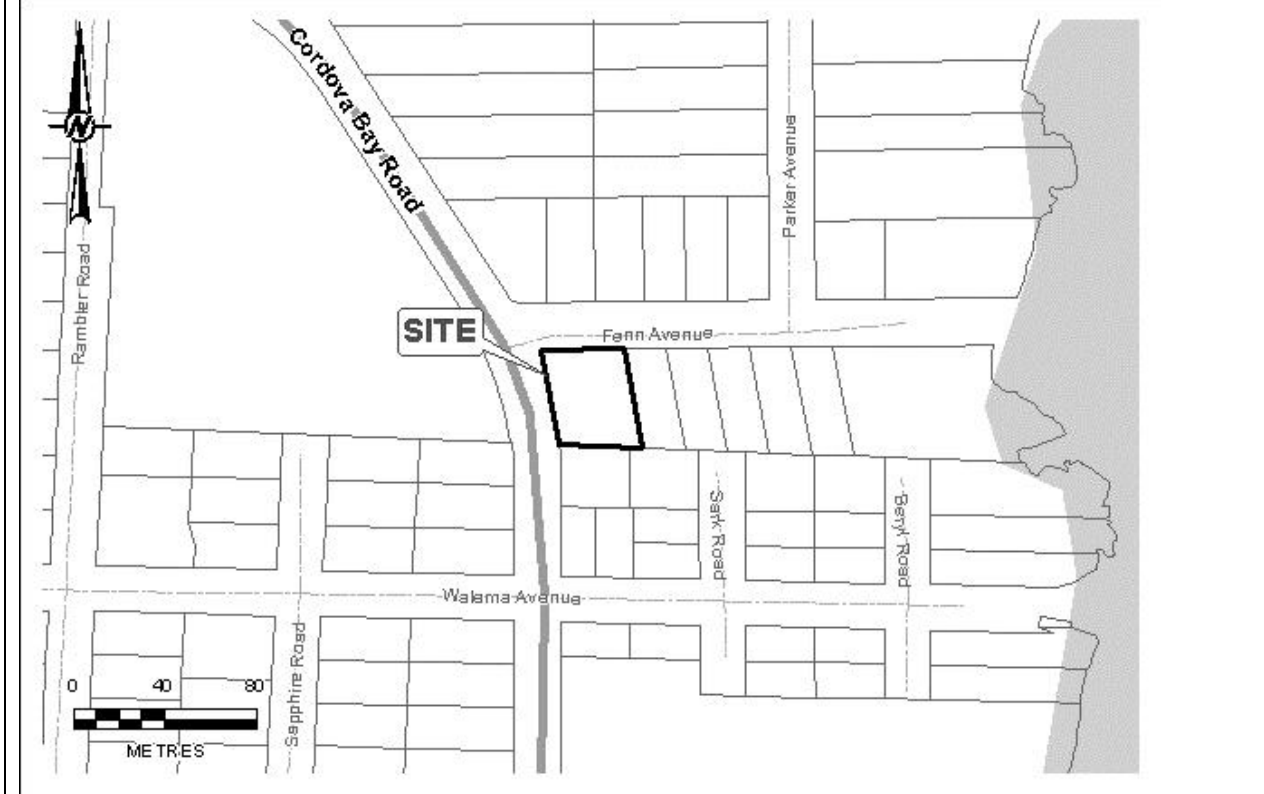 Cordova Bay Road
N
Parker Avenue
Rambler Road
SITE
Fenn Avenue
Sark Road
Beryl Road
Walema Avenue
Sapphire Road
0 40 80
METRES